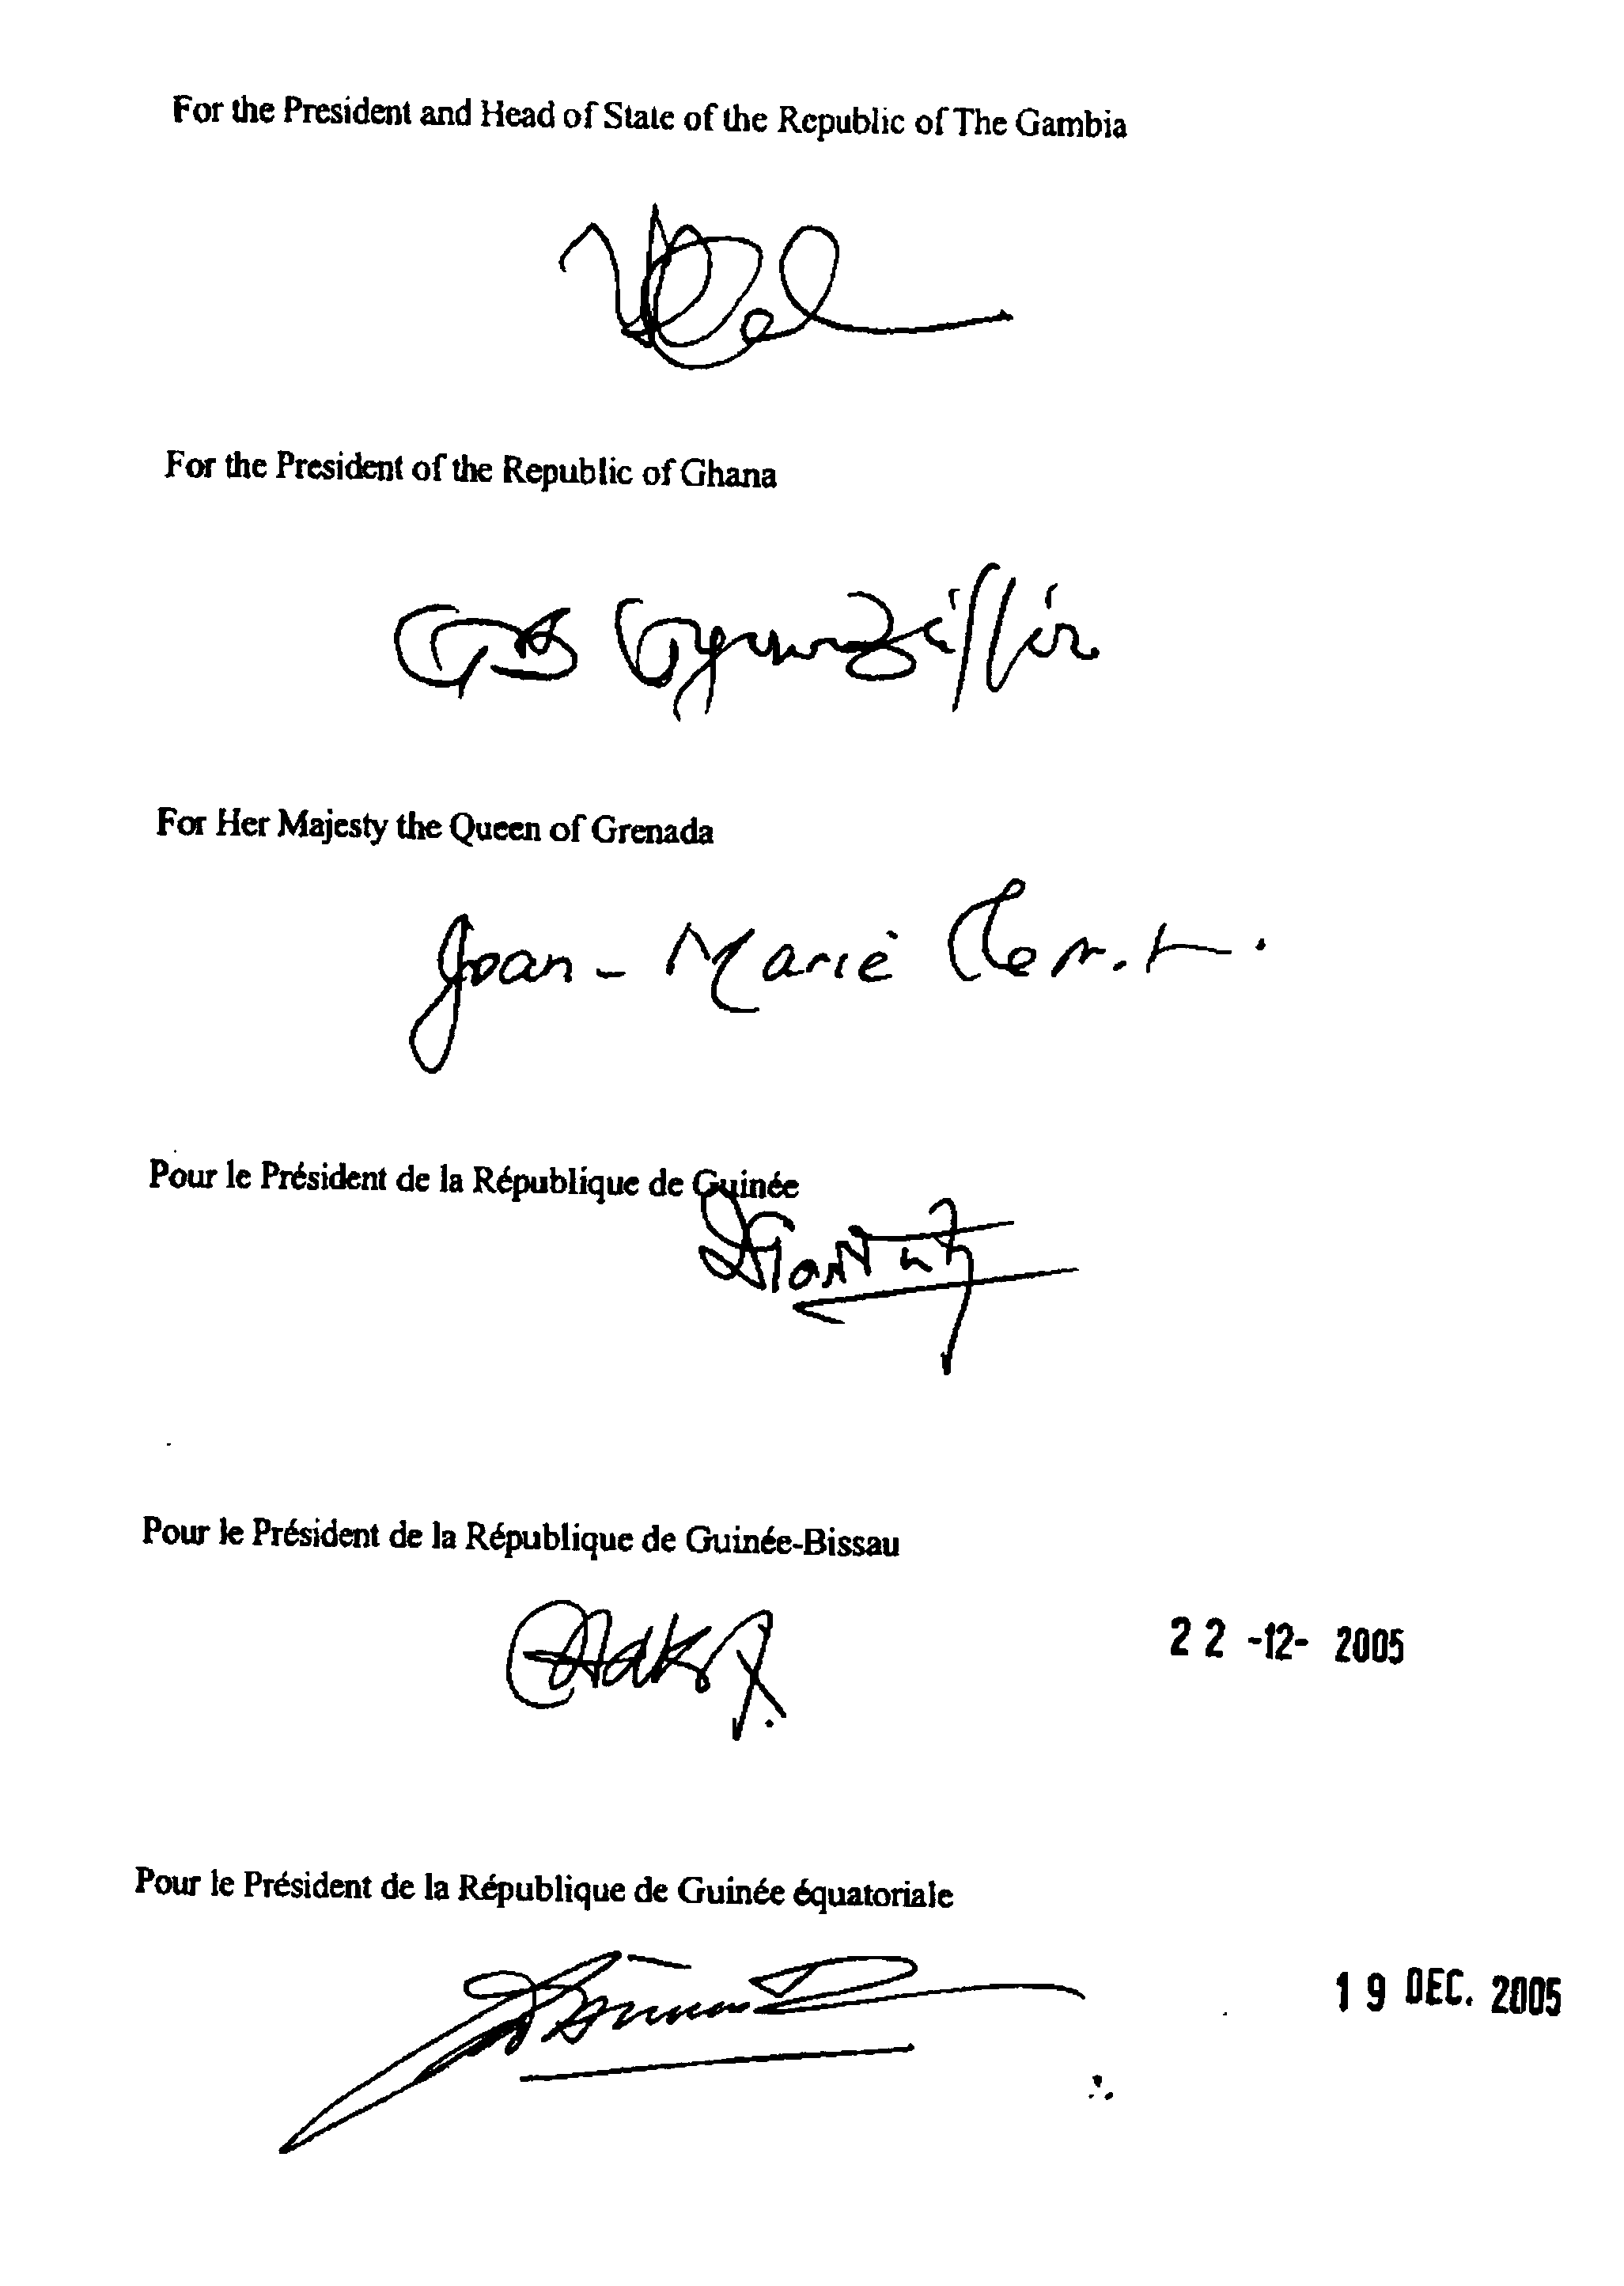 For the President and Head of State of the Republic of The Gambia
For the President of the Republic of Ghana
For Her Majesty the Queen of Grenada
Joan-Marie
Pour le Président de la République de Guinée
Pour le Président de la République de Guinée-Bissau
22 -12- 2005
Pour le Président de la République de Guinée équatoriale
19 DEC. 2005